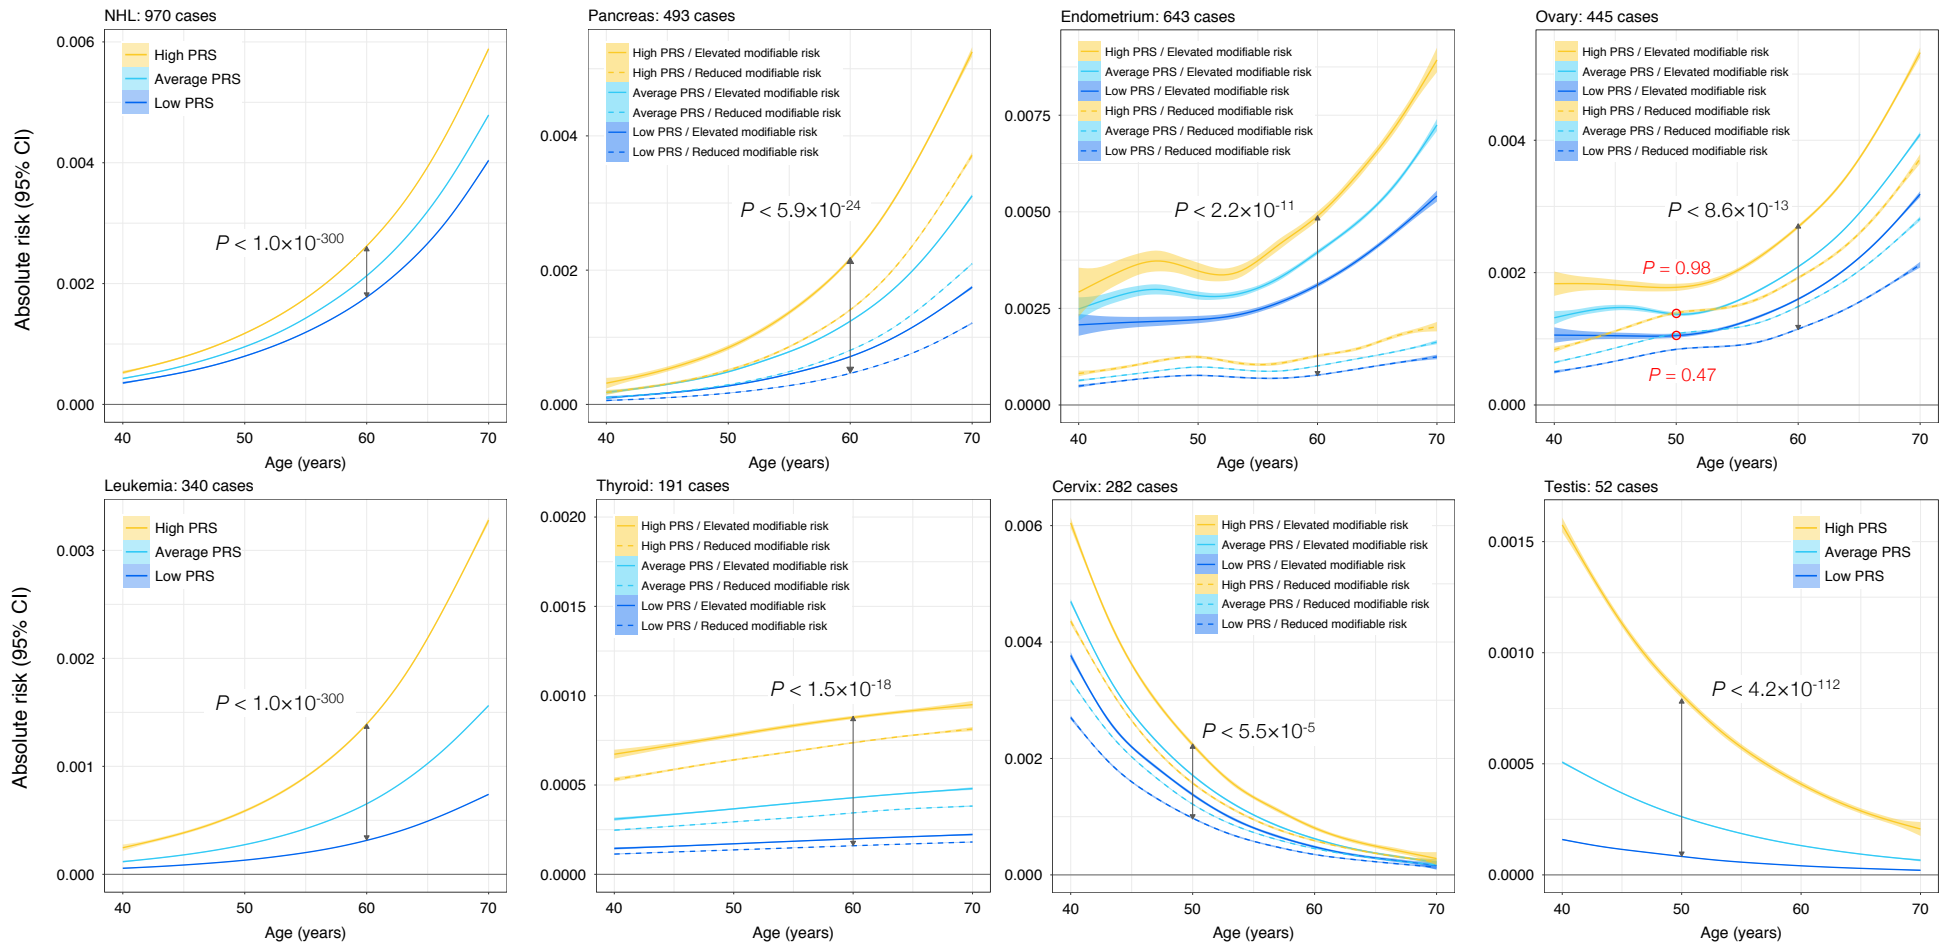 NHL: 970 cases
Absolute risk (95% CI)
0.006
0.004
0.002
0.000
High PRS
Average PRS
Low PRS
P < 1.0×10-300
40 50 60 70
Age (years)
Pancreas: 493 cases
0.004
0.002
0.000
High PRS / Elevated modifiable risk
High PRS / Reduced modifiable risk
Average PRS / Elevated modifiable risk
Average PRS / Reduced modifiable risk
Low PRS / Elevated modifiable risk
Low PRS / Reduced modifiable risk
P < 5.9×10-24
40 50 60 70
Age (years)
Endometrium: 643 cases
0.0075
0.0050
0.0025
0.0000
High PRS / Elevated modifiable risk
Average PRS / Elevated modifiable risk
Low PRS / Elevated modifiable risk
High PRS / Reduced modifiable risk
Average PRS / Reduced modifiable risk
Low PRS / Reduced modifiable risk
P < 2.2×10-11
40 50 60 70
Age (years)
Ovary: 445 cases
0.004
0.002
0.000
High PRS / Elevated modifiable risk
Average PRS / Elevated modifiable risk
Low PRS / Elevated modifiable risk
High PRS / Reduced modifiable risk
Average PRS / Reduced modifiable risk
Low PRS / Reduced modifiable risk
P < 8.6×10-13
P = 0.98
P = 0.47
40 50 60 70
Age (years)
Leukemia: 340 cases
Absolute risk (95% CI)
0.003
0.002
0.001
0.000
High PRS
Average PRS
Low PRS
P < 1.0×10-300
40 50 60 70
Age (years)
Thyroid: 191 cases
0.0020
0.0015
0.0010
0.0005
0.0000
High PRS / Elevated modifiable risk
High PRS / Reduced modifiable risk
Average PRS / Elevated modifiable risk
Average PRS / Reduced modifiable risk
Low PRS / Elevated modifiable risk
Low PRS / Reduced modifiable risk
P < 1.5×10-18
40 50 60 70
Age (years)
Cervix: 282 cases
0.006
0.004
0.002
0.000
High PRS / Elevated modifiable risk
Average PRS / Elevated modifiable risk
Low PRS / Elevated modifiable risk
High PRS / Reduced modifiable risk
Average PRS / Reduced modifiable risk
Low PRS / Reduced modifiable risk
P < 5.5×10-5
40 50 60 70
Age (years)
Testis: 52 cases
0.0015
0.0010
0.0005
0.0000
High PRS
Average PRS
Low PRS
P < 4.2×10-112
40 50 60 70
Age (years)